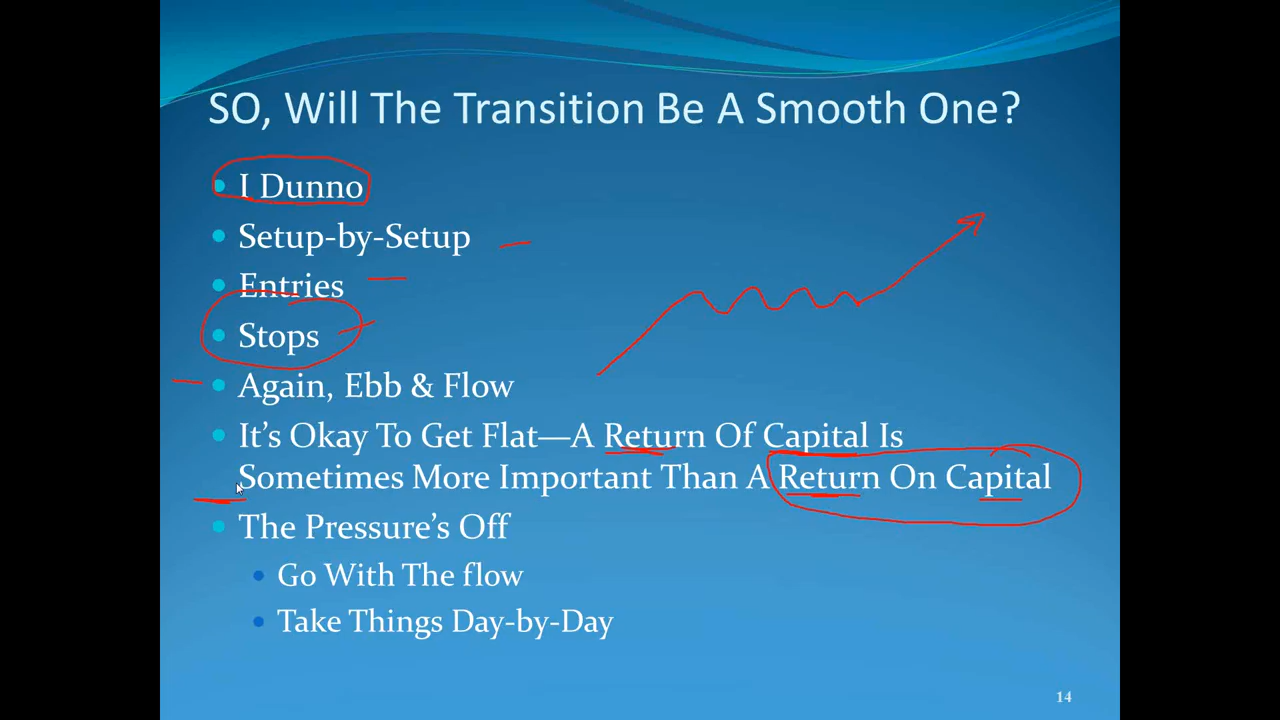 SO, Will The Transition Be A Smooth One?
I Dunno
Setup-by-Setup
Entries
Stops
Again, Ebb & Flow
It’s Okay To Get Flat—A Return Of Capital Is
Sometimes More Important Than A Return On Capital
The Pressure’s Off
Go With The flow
Take Things Day-by-Day
14